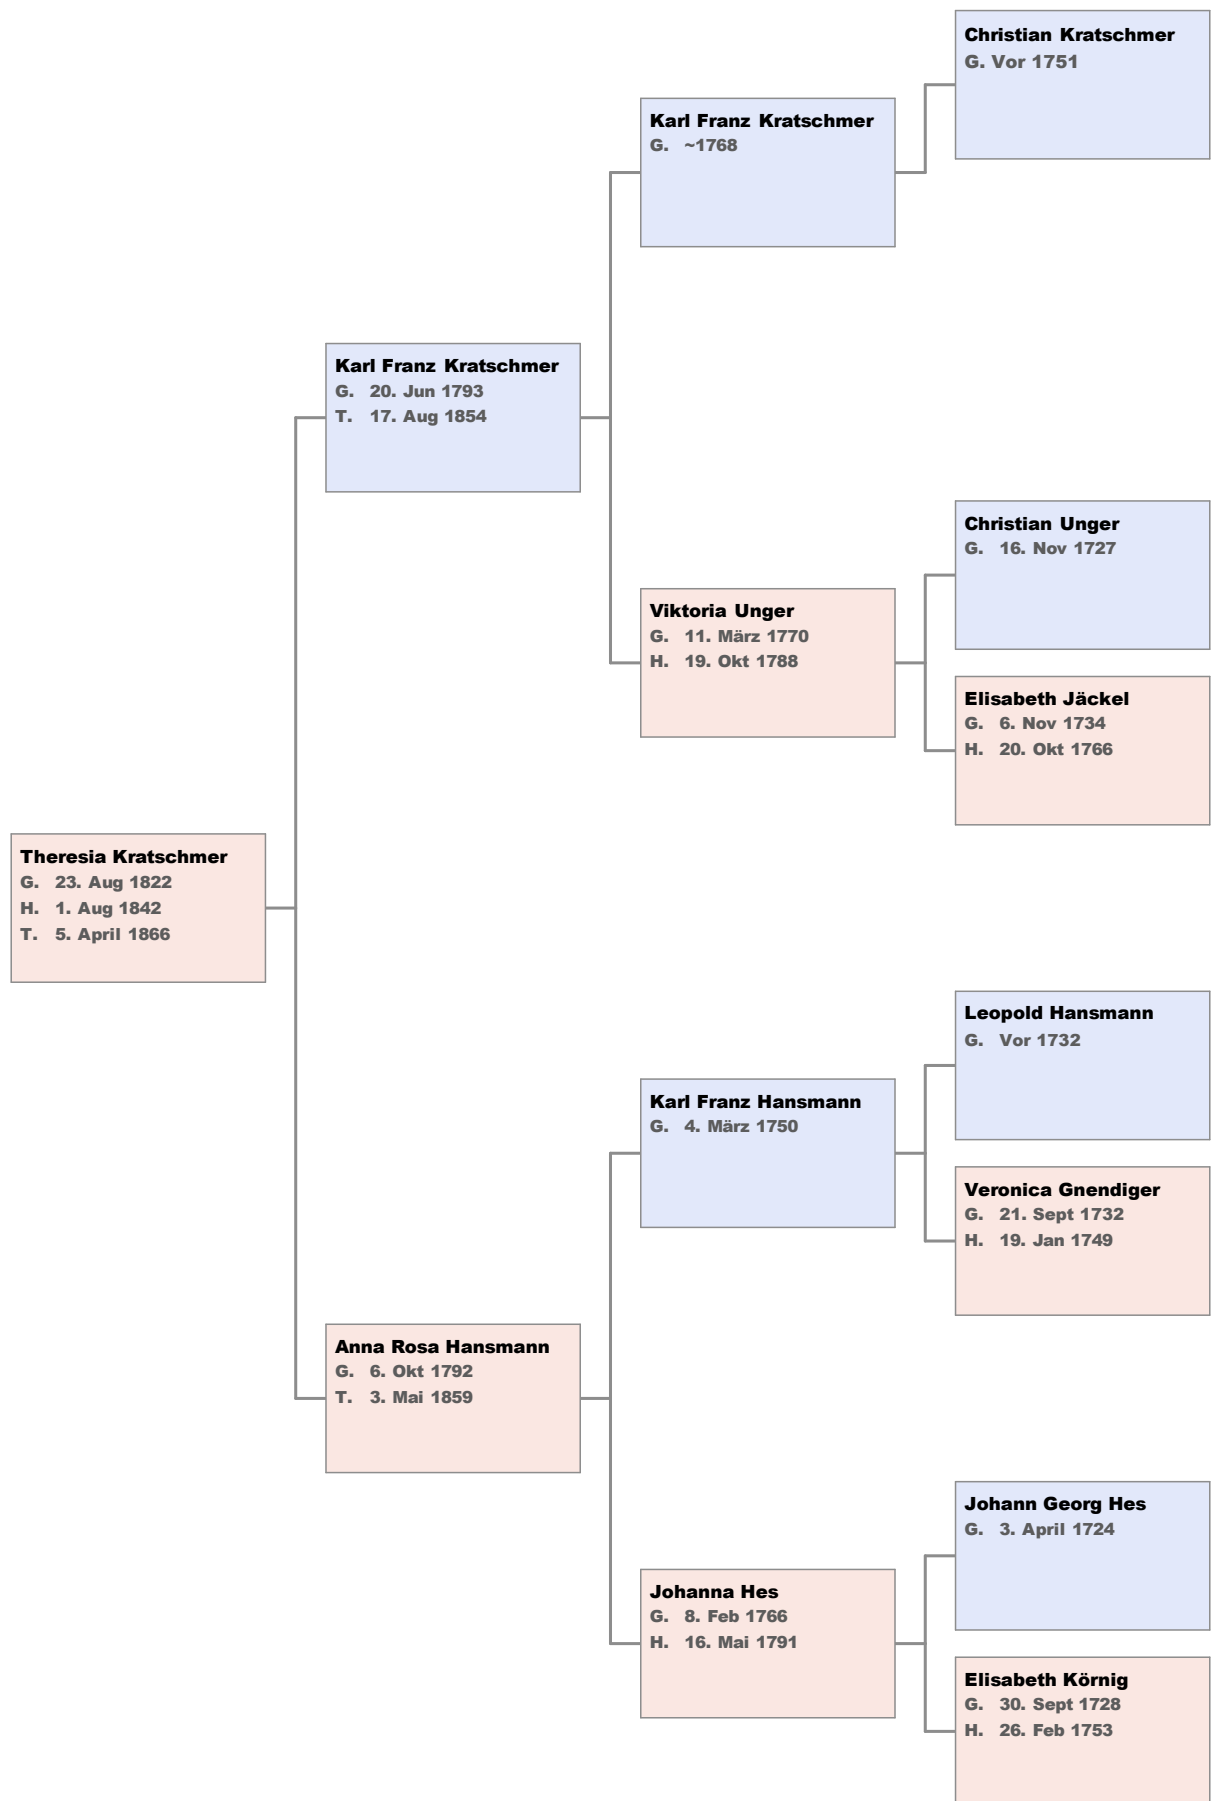 Christian Kratschmer
G. Vor 1751
Karl Franz Kratschmer
G. ~1768
Karl Franz Kratschmer
G. 20. Jun 1793
T. 17. Aug 1854
Christian Unger
G. 16. Nov 1727
Viktoria Unger
G. 11. März 1770
H. 19. Okt 1788
Elisabeth Jäckel
G. 6. Nov 1734
H. 20. Okt 1766
Theresia Kratschmer
G. 23. Aug 1822
H. 1. Aug 1842
T. 5. April 1866
Leopold Hansmann
G. Vor 1732
Karl Franz Hansmann
G. 4. März 1750
Veronica Gnendiger
G. 21. Sept 1732
H. 19. Jan 1749
Anna Rosa Hansmann
G. 6. Okt 1792
T. 3. Mai 1859
Johann Georg Hes
G. 3. April 1724
Johanna Hes
G. 8. Feb 1766
H. 16. Mai 1791
Elisabeth Körnig
G. 30. Sept 1728
H. 26. Feb 1753